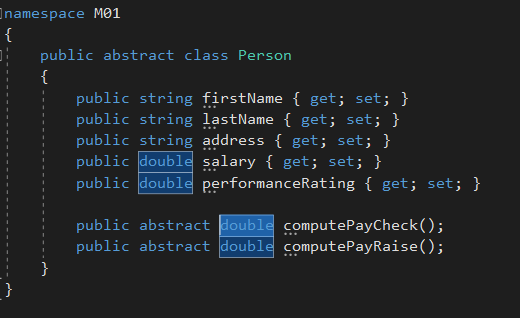 namespace M01
{
public abstract class Person
{
public string firstName { get; set; }
public string lastName { get; set; }
public string address { get; set; }
public double salary { get; set; }
public double performanceRating { get; set; }
public abstract double computePayCheck();
public abstract double computePayRaise();
}
}